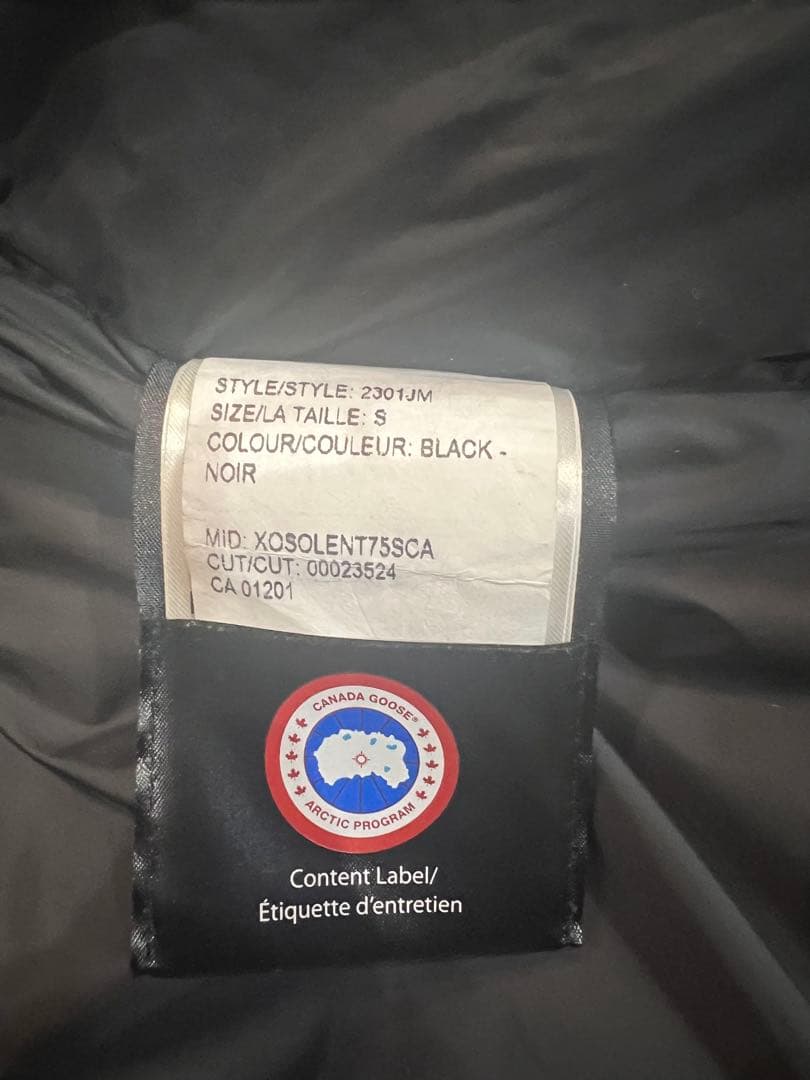 STYLE/STYLE: 2301JM
SIZE/LA TAILLE: S
COLOUR/COULEUR: BLACK -
NOIR
MID: XOSOLENT75SCA
CUT/CUT: 00023524
CA 01201
CANADA GOOSE®
ARCTIC PROGRAM
Content Label/
Étiquette d'entretien